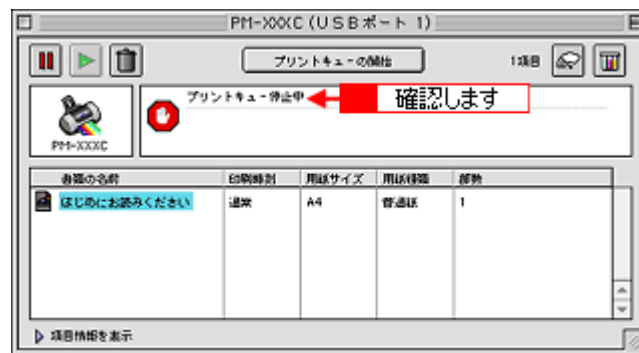 PM-XXXC(USBポート 1)
プリントキューの開始
1項目
プリントキュー停止中
確認します
PM-XXXC
書類の名前 印刷時刻 用紙サイズ 用紙種類 部数
はじめにお読みください 通常 A4 普通紙 1
項目情報を表示